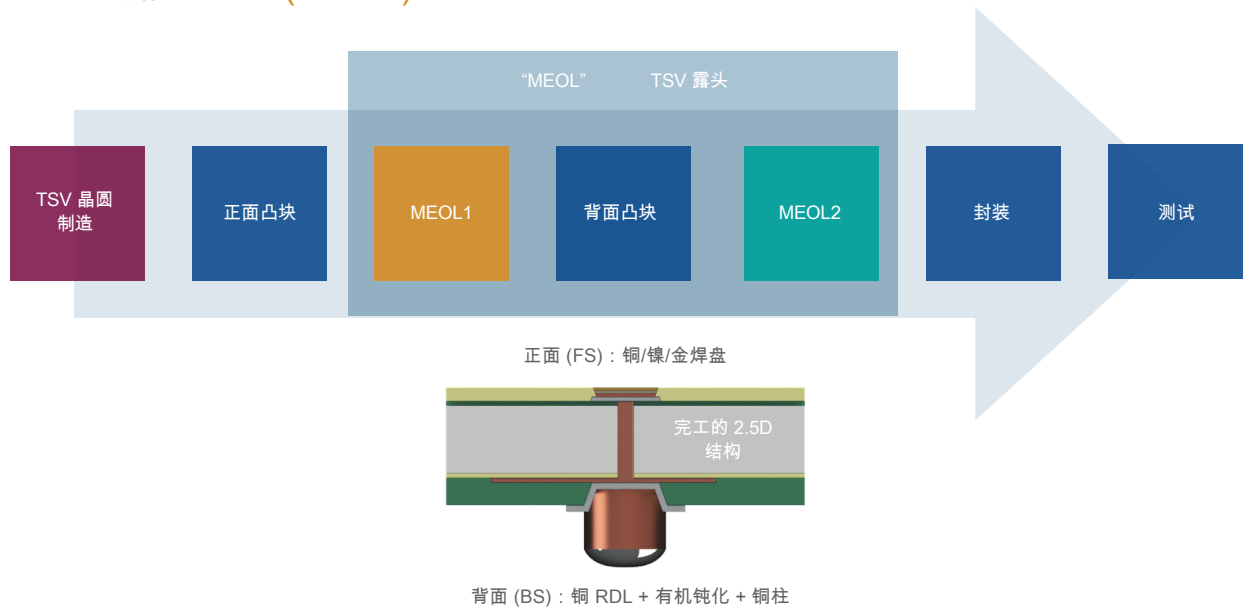 “MEOL” TSV 露头
TSV 晶圆
制造
正面凸块
MEOL1
背面凸块
MEOL2
封装
测试
正面 (FS)：铜/镍/金焊盘
完工的 2.5D
结构
背面 (BS)：铜 RDL + 有机钝化 + 铜柱